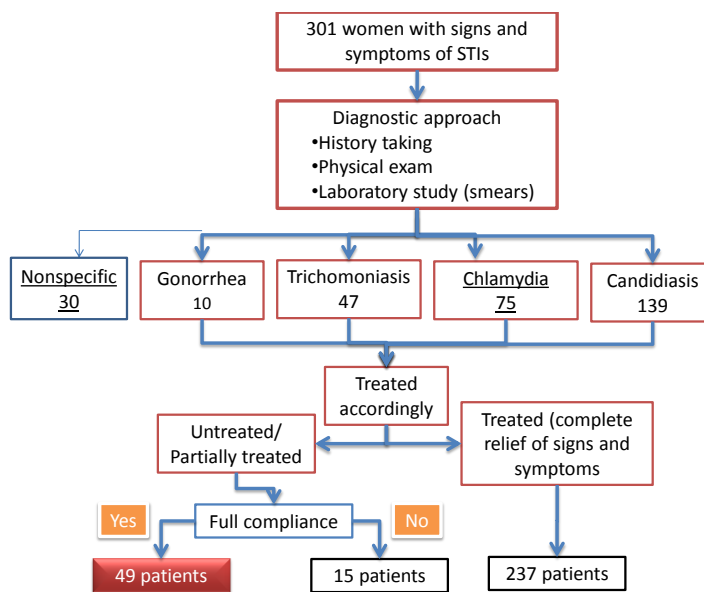 301 women with signs and
symptoms of STIs
Diagnostic approach
•History taking
•Physical exam
•Laboratory study (smears)
Nonspecific
30
Gonorrhea
10
Trichomoniasis
47
Chlamydia
75
Candidiasis
139
Treated
accordingly
Untreated/
Partially treated
Treated (complete
relief of signs and
symptoms
Yes
Full compliance
No
49 patients
15 patients
237 patients